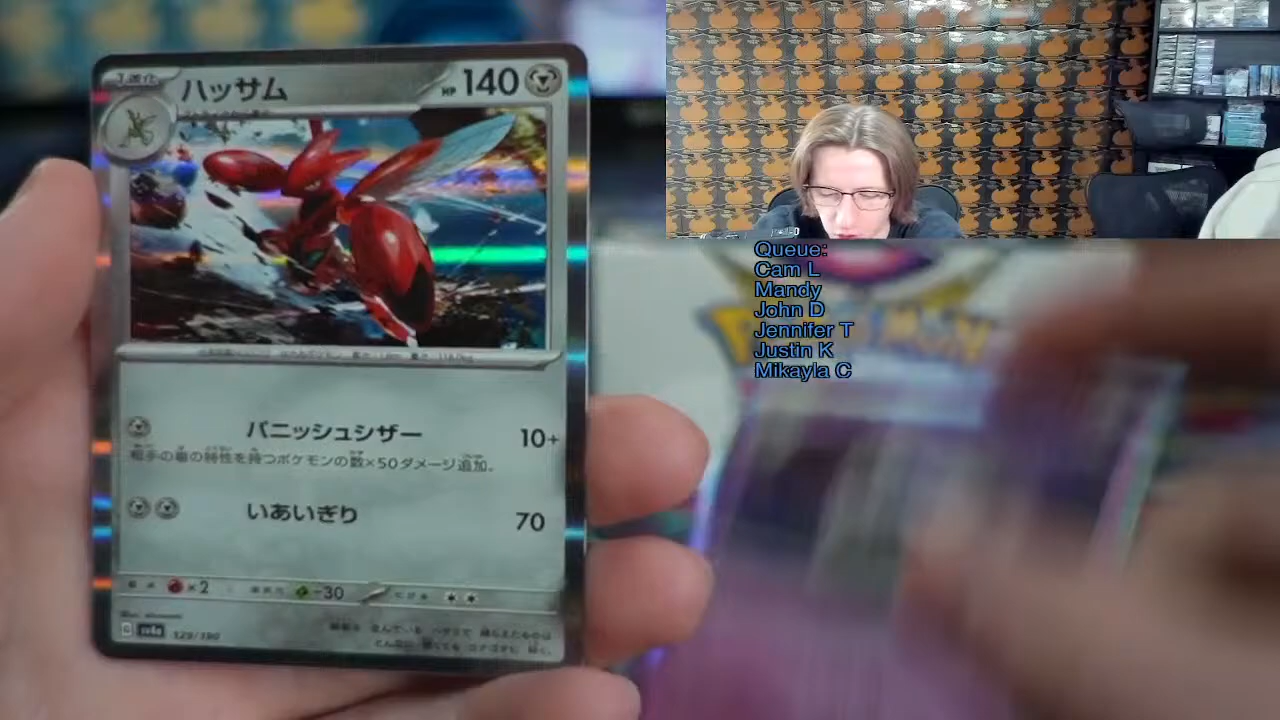 1進化
ハッサム
HP 140
バニッシュシザー 10+
相手の場の特性を持つポケモンの数×50ダメージ追加。
いあいぎり 70
×2
-30
sv4a 129/190
Queue:
Cam L
Mandy
John D
Jennifer T
Justin K
Mikayla C